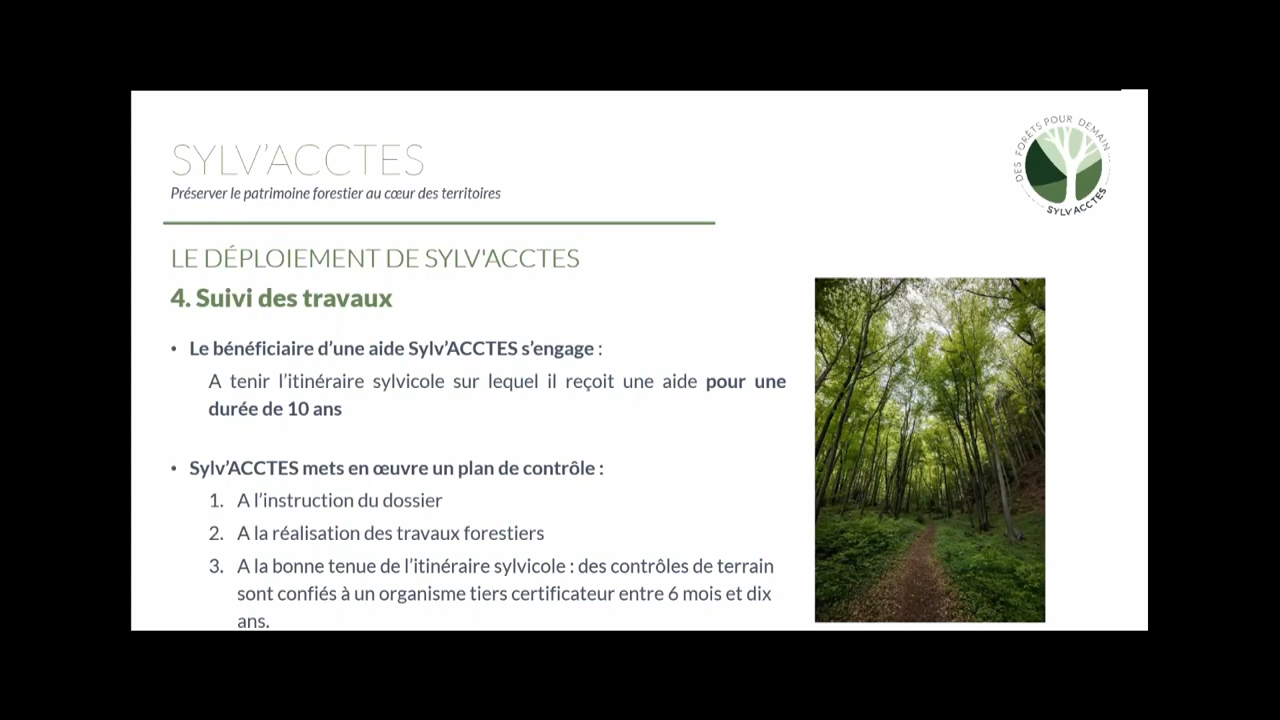 SYLV'ACCTES
Préserver le patrimoine forestier au cœur des territoires
DES FORÊTS POUR DEMAIN
SYLV'ACCTES
LE DÉPLOIEMENT DE SYLV'ACCTES
4. Suivi des travaux
• Le bénéficiaire d’une aide Sylv’ACCTES s’engage :
A tenir l’itinéraire sylvicole sur lequel il reçoit une aide pour une
durée de 10 ans
• Sylv’ACCTES mets en œuvre un plan de contrôle :
1. A l’instruction du dossier
2. A la réalisation des travaux forestiers
3. A la bonne tenue de l’itinéraire sylvicole : des contrôles de terrain
sont confiés à un organisme tiers certificateur entre 6 mois et dix
ans.